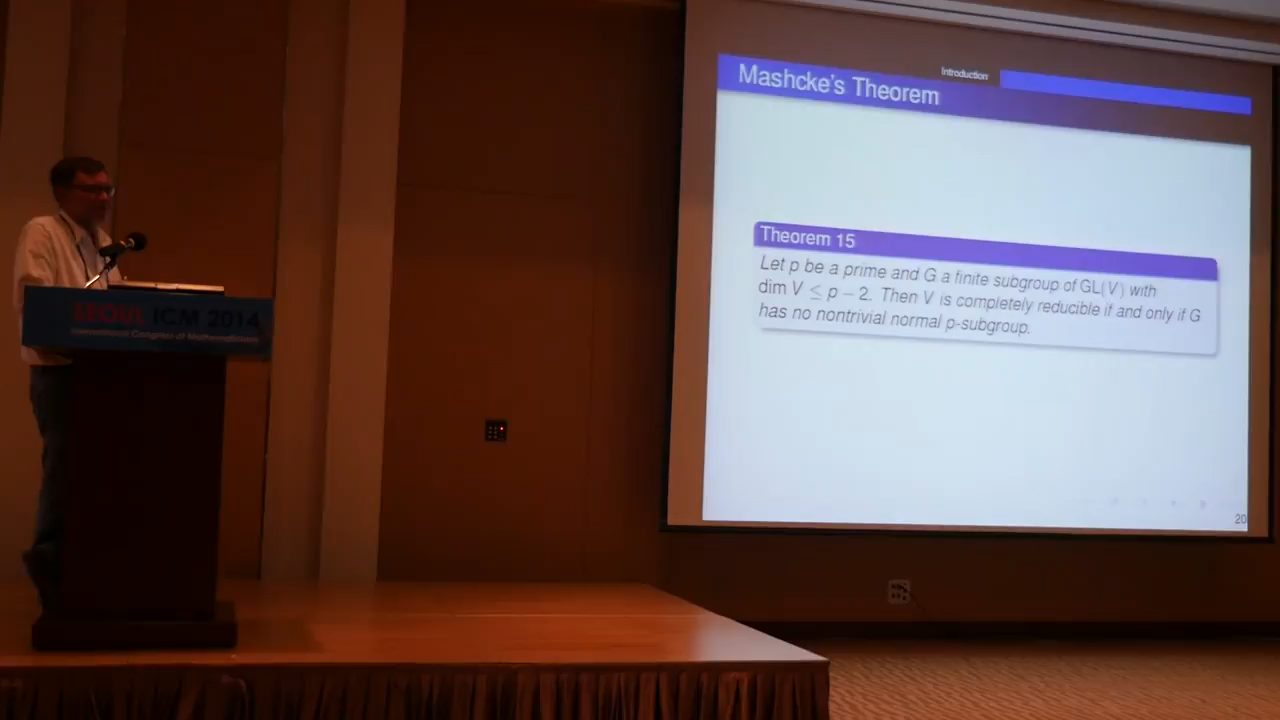 Introduction
Mashcke's Theorem
Theorem 15
Let p be a prime and G a finite subgroup of GL(V) with
dim V ≤ p − 2. Then V is completely reducible if and only if G
has no nontrivial normal p-subgroup.
20
SEOUL ICM 2014
International Congress of Mathematicians